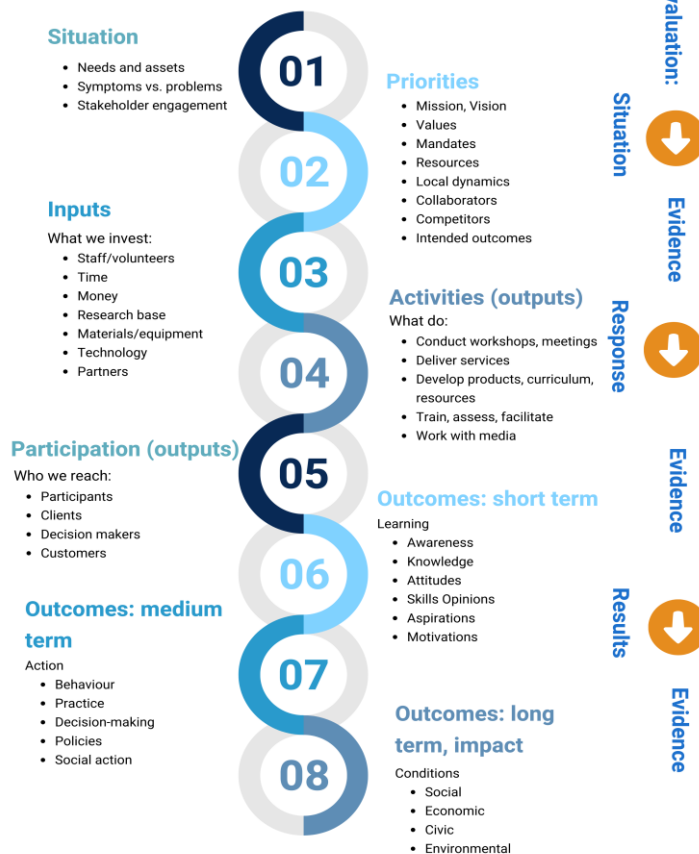 Situation
Needs and assets
Symptoms vs. problems
Stakeholder engagement
01
Priorities
Mission, Vision
Values
Mandates
Resources
Local dynamics
Collaborators
Competitors
Intended outcomes
02
Inputs
What we invest:
Staff/volunteers
Time
Money
Research base
Materials/equipment
Technology
Partners
03
Activities (outputs)
What do:
Conduct workshops, meetings
Deliver services
Develop products, curriculum,
resources
Train, assess, facilitate
Work with media
04
Participation (outputs)
Who we reach:
Participants
Clients
Decision makers
Customers
05
Outcomes: short term
Learning
Awareness
Knowledge
Attitudes
Skills Opinions
Aspirations
Motivations
06
Outcomes: medium
term
Action
Behaviour
Practice
Decision-making
Policies
Social action
07
Outcomes: long
term, impact
Conditions
Social
Economic
Civic
Environmental
08
valuation:
Situation
Evidence
Response
Evidence
Results
Evidence